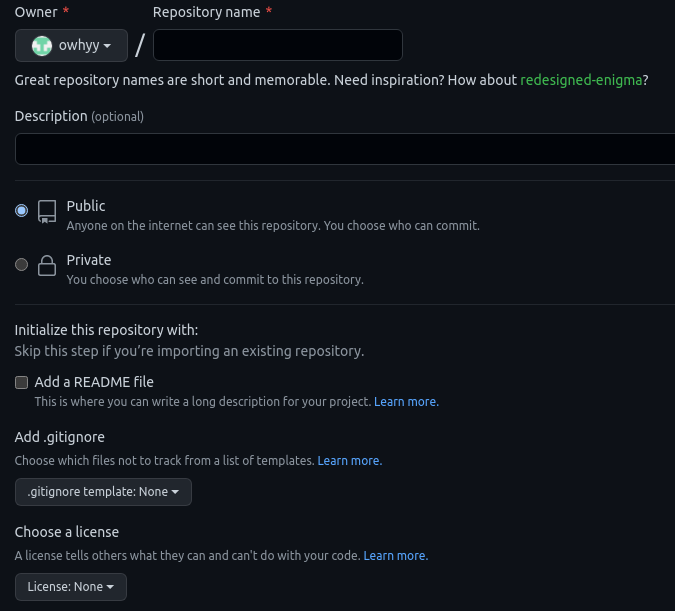 Owner * Repository name *
owhyy /
Great repository names are short and memorable. Need inspiration? How about redesigned-enigma?
Description (optional)
Public
Anyone on the internet can see this repository. You choose who can commit.
Private
You choose who can see and commit to this repository.
Initialize this repository with:
Skip this step if you’re importing an existing repository.
Add a README file
This is where you can write a long description for your project. Learn more.
Add .gitignore
Choose which files not to track from a list of templates. Learn more.
.gitignore template: None
Choose a license
A license tells others what they can and can't do with your code. Learn more.
License: None